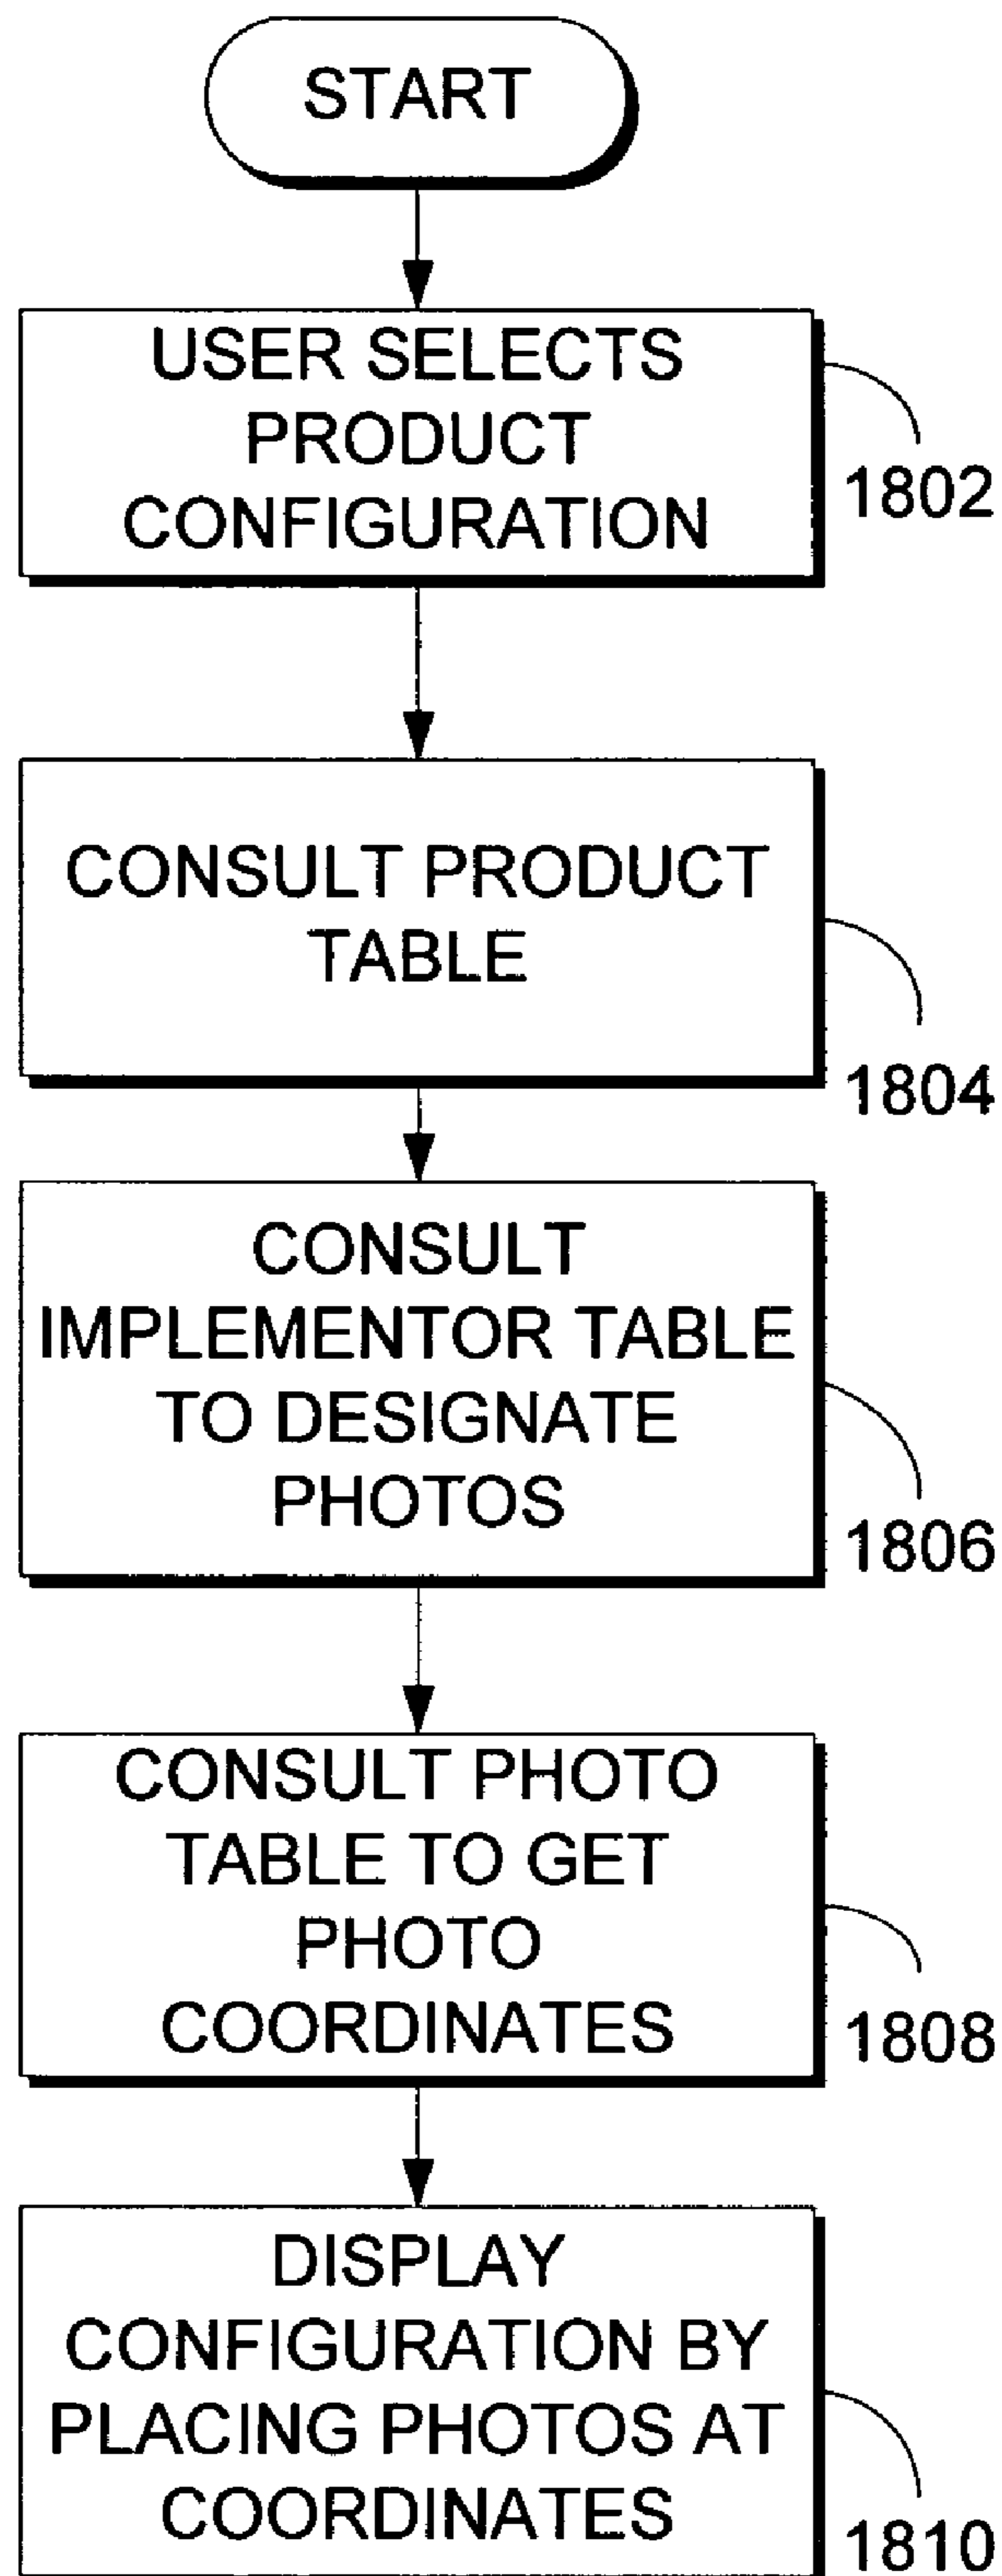 START
USER SELECTS
PRODUCT
CONFIGURATION
1802
CONSULT PRODUCT
TABLE
1804
CONSULT
IMPLEMENTOR TABLE
TO DESIGNATE
PHOTOS
1806
CONSULT PHOTO
TABLE TO GET
PHOTO
COORDINATES
1808
DISPLAY
CONFIGURATION BY
PLACING PHOTOS AT
COORDINATES
1810